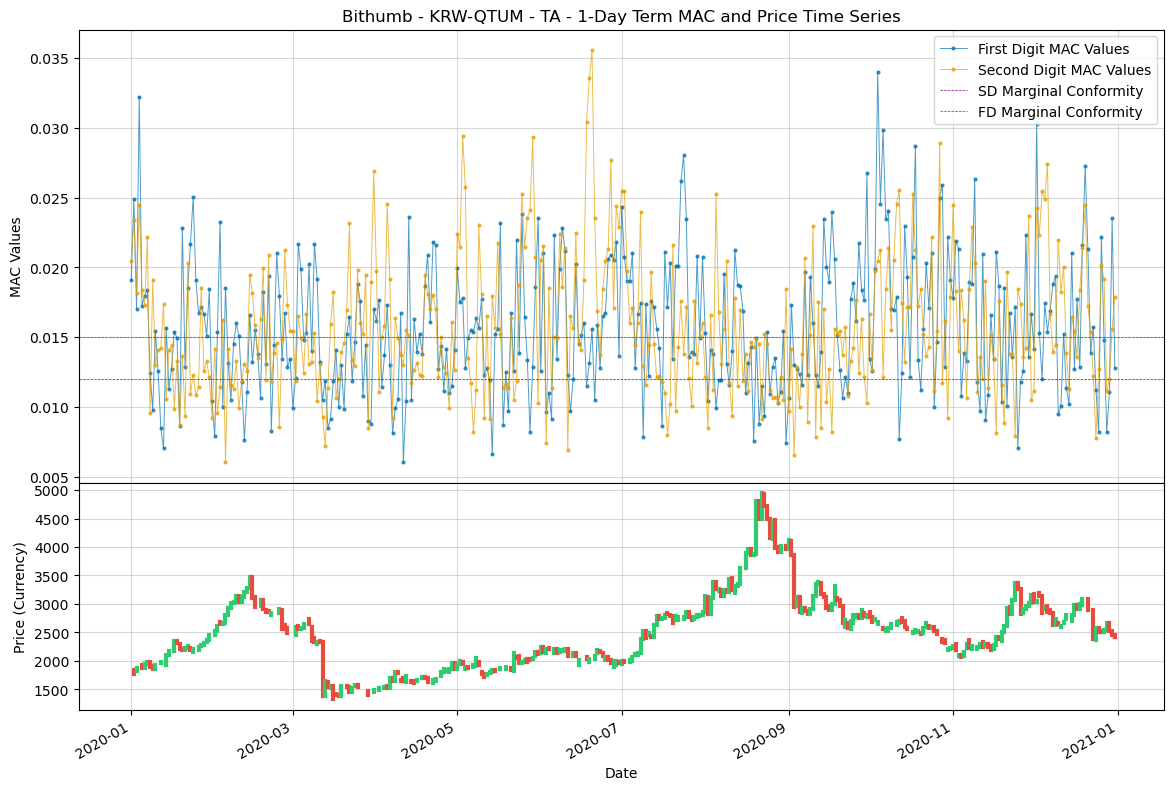 Bithumb - KRW-QTUM - TA - 1-Day Term MAC and Price Time Series
First Digit MAC Values
Second Digit MAC Values
SD Marginal Conformity
FD Marginal Conformity
MAC Values
0.035
0.030
0.025
0.020
0.015
0.010
0.005
Price (Currency)
5000
4500
4000
3500
3000
2500
2000
1500
2020-01
2020-03
2020-05
2020-07
2020-09
2020-11
2021-01
Date